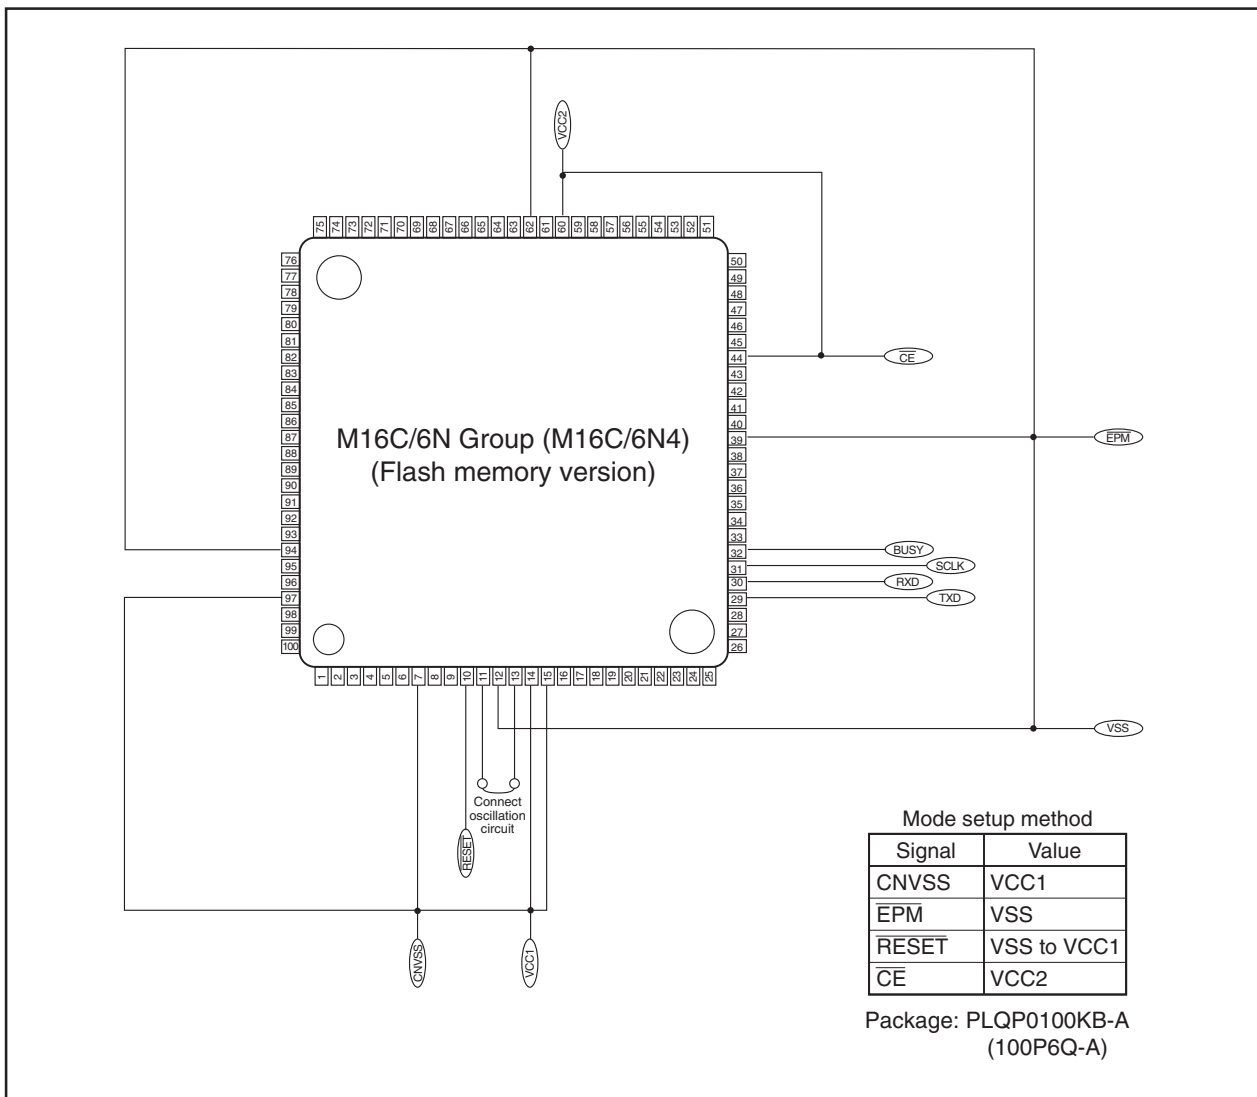 VCC2
75 74 73 72 71 70 69 68 67 66 65 64 63 62 61 60 59 58 57 56 55 54 53 52 51
76
77
78
79
80
81
82
83
84
85
86
87
88
89
90
91
92
93
94
95
96
97
98
99
100
M16C/6N Group (M16C/6N4)
(Flash memory version)
50
49
48
47
46
45
44
43
42
41
40
39
38
37
36
35
34
33
32
31
30
29
28
27
26
CE
EPM
BUSY
SCLK
RXD
TXD
1 2 3 4 5 6 7 8 9 10 11 12 13 14 15 16 17 18 19 20 21 22 23 24 25
VSS
Connect
oscillation
circuit
RESET
CNVSS
VCC1
Mode setup method
Signal Value
CNVSS VCC1
EPM VSS
RESET VSS to VCC1
CE VCC2
Package: PLQP0100KB-A
(100P6Q-A)